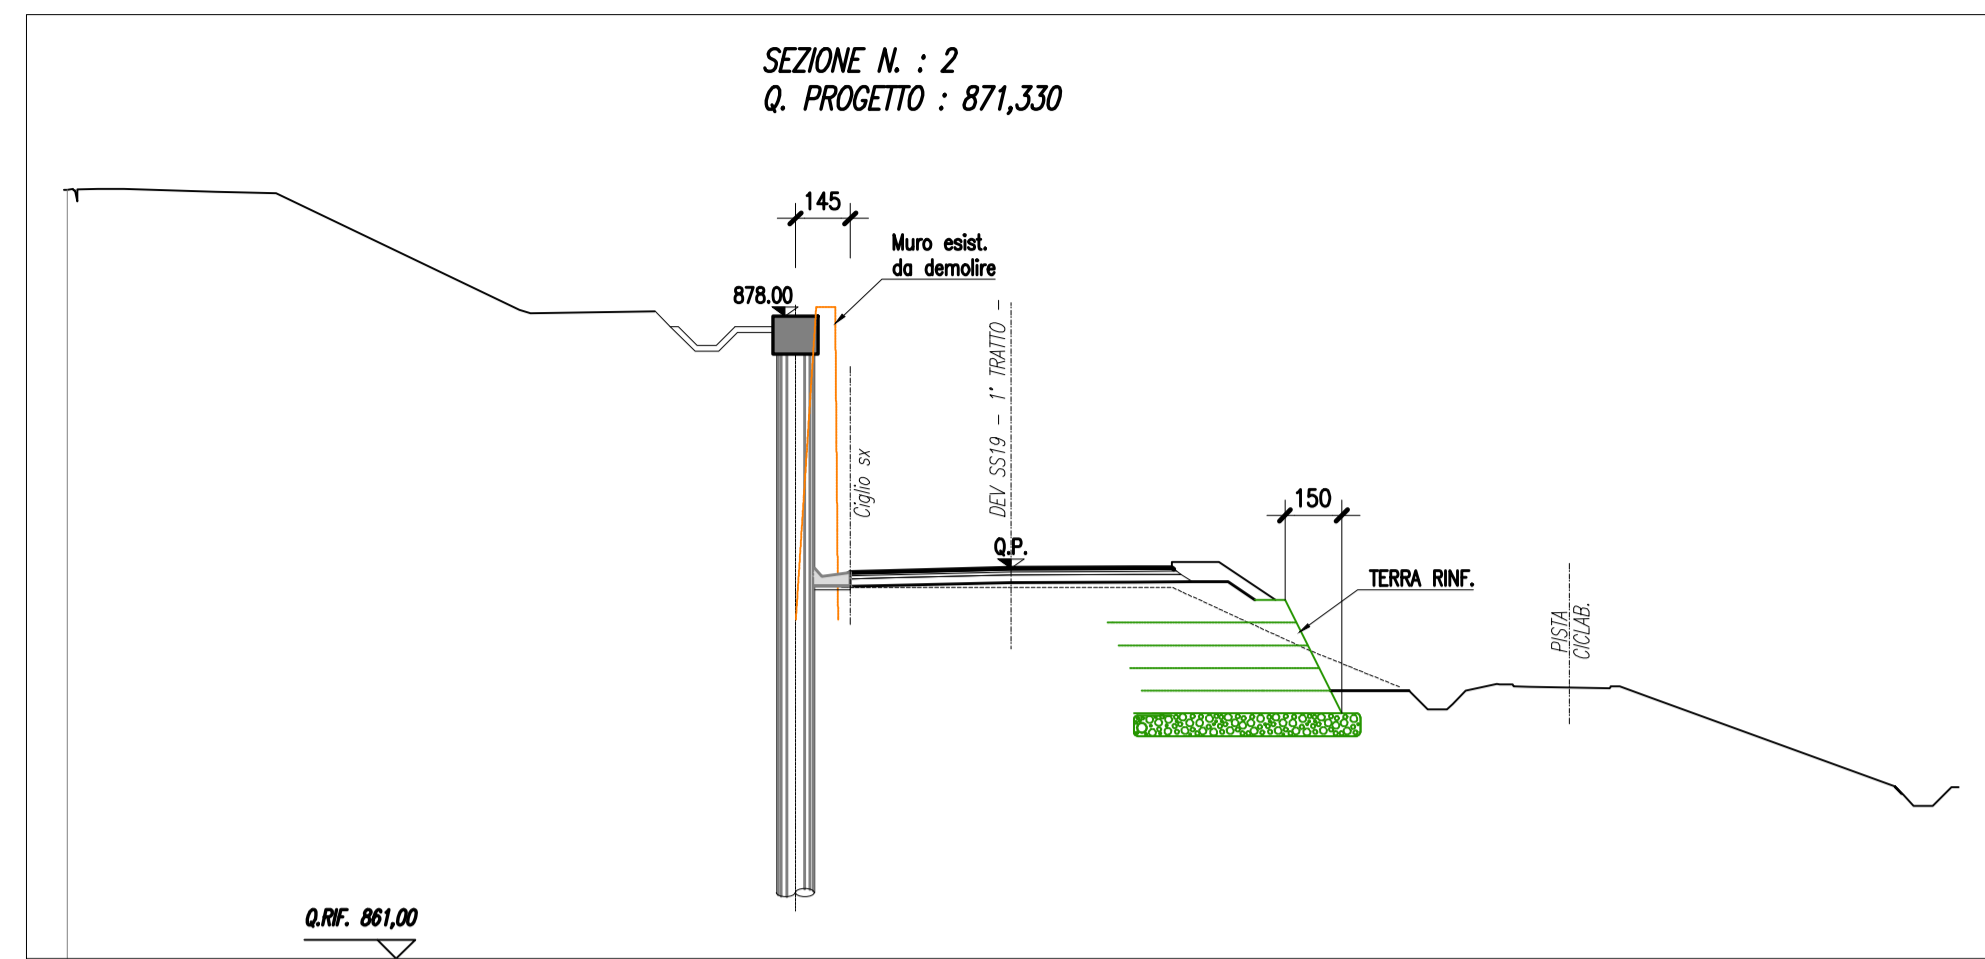 SEZIONE N. : 2
Q. PROGETTO : 871,330
145
Muro esist.
da demolire
878.00
DEV SS19 - 1° TRATTO -
Ciglio sx
150
Q.P.
TERRA RINF.
PISTA
CICLAB.
Q.RIF. 861,00